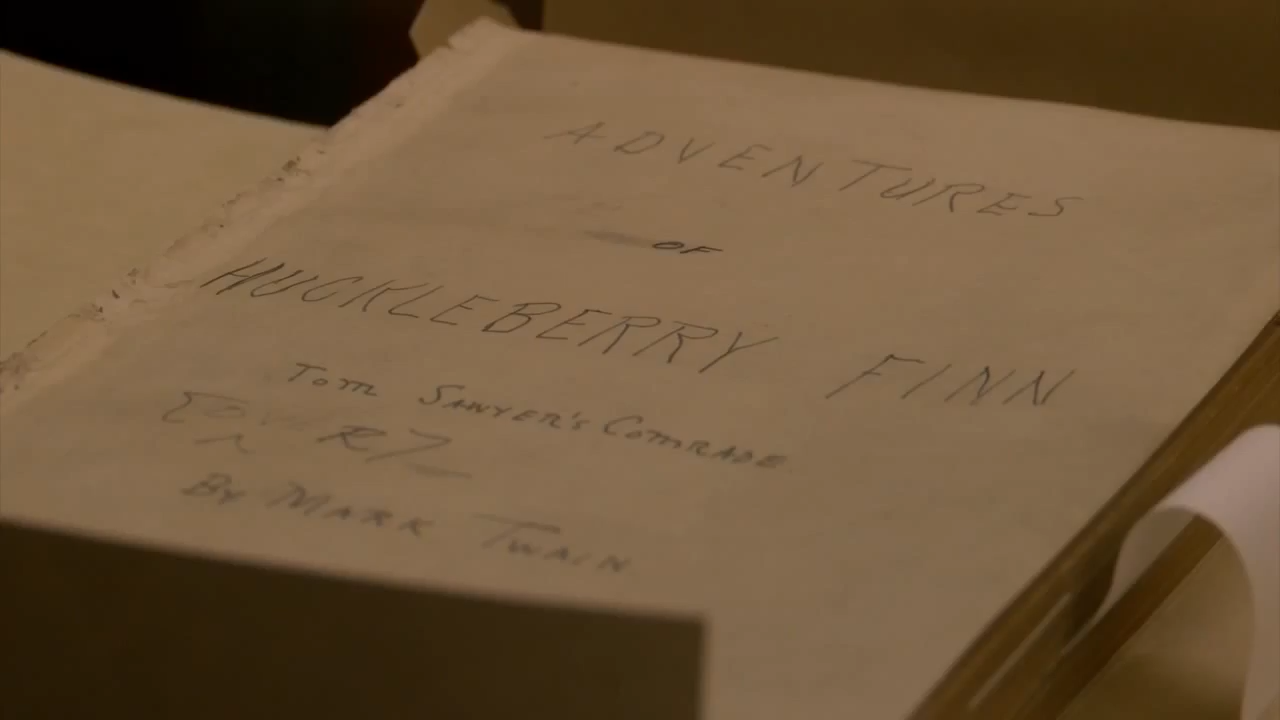 ADVENTURES
OF
HUCKLEBERRY FINN
TOM SAWYER'S COMRADE
BY MARK TWAIN